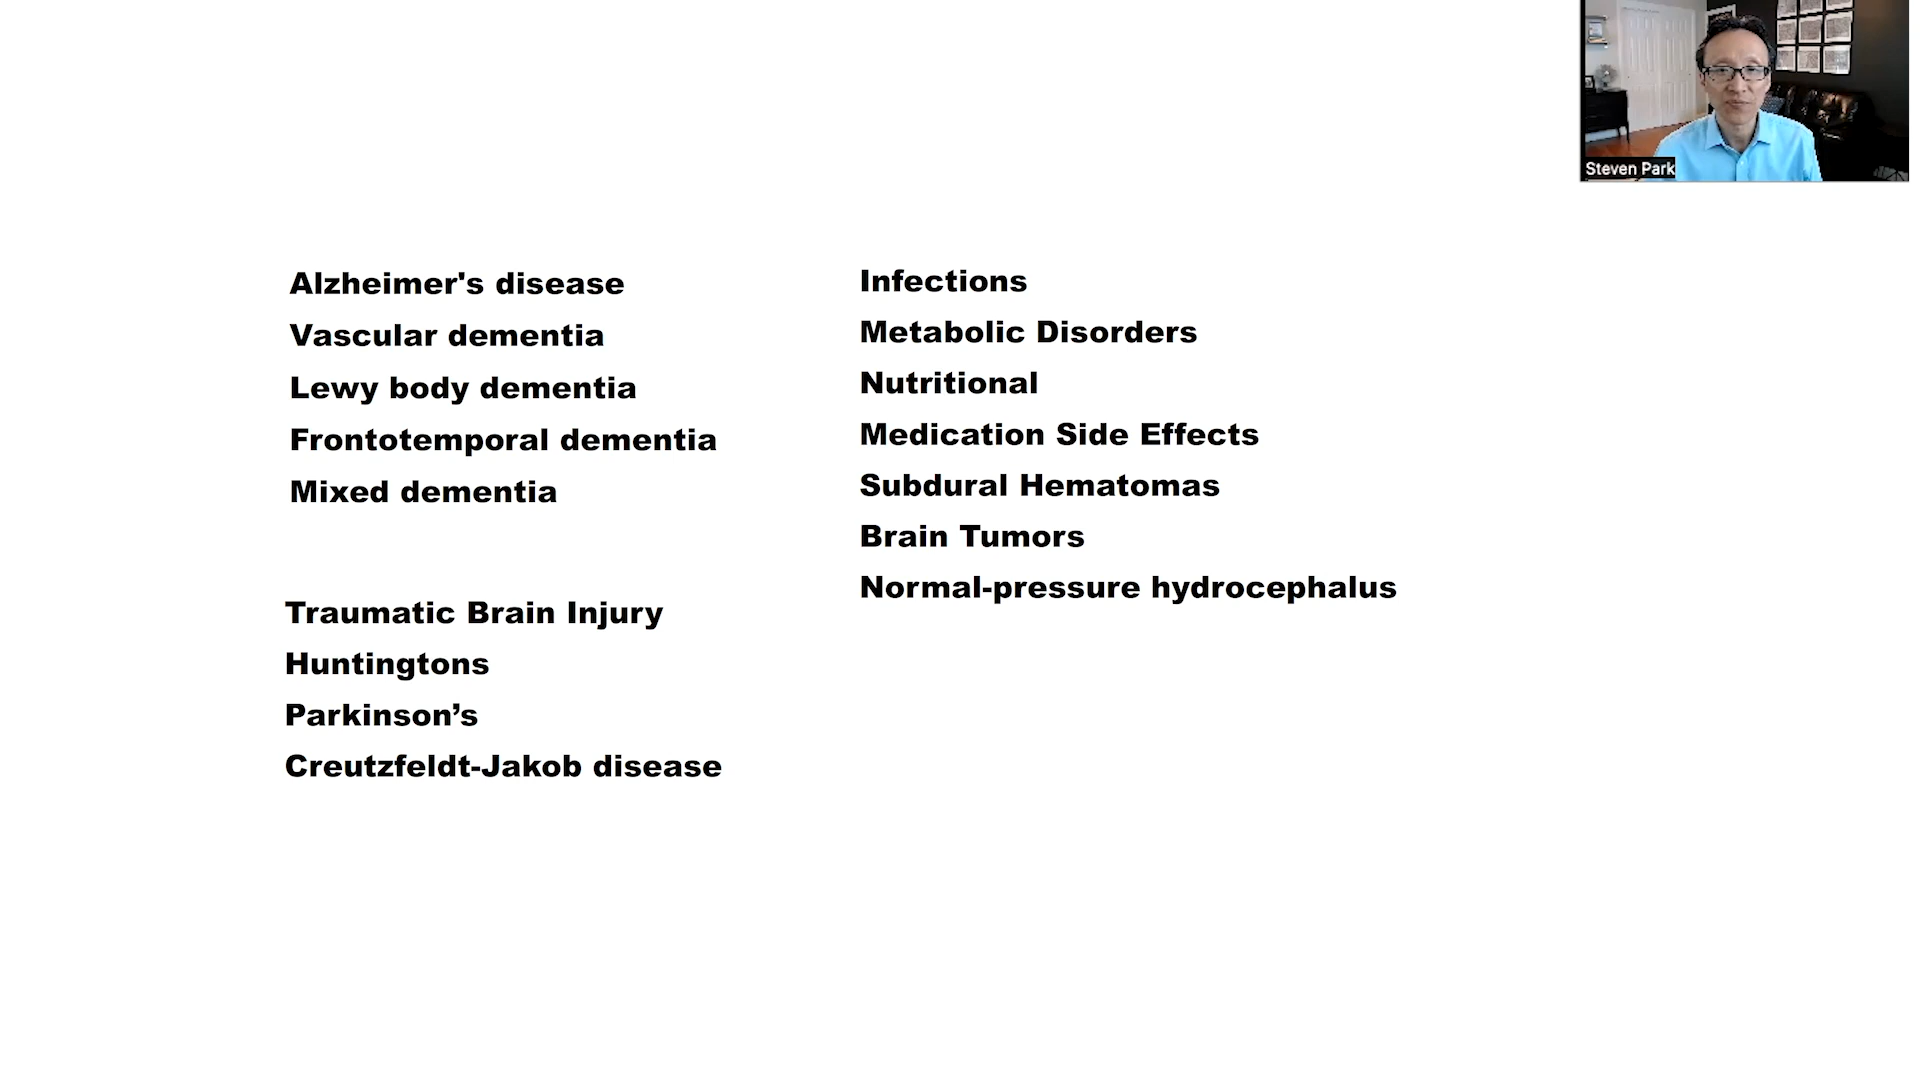 Steven Park
Alzheimer's disease
Vascular dementia
Lewy body dementia
Frontotemporal dementia
Mixed dementia
Traumatic Brain Injury
Huntingtons
Parkinson’s
Creutzfeldt-Jakob disease
Infections
Metabolic Disorders
Nutritional
Medication Side Effects
Subdural Hematomas
Brain Tumors
Normal-pressure hydrocephalus